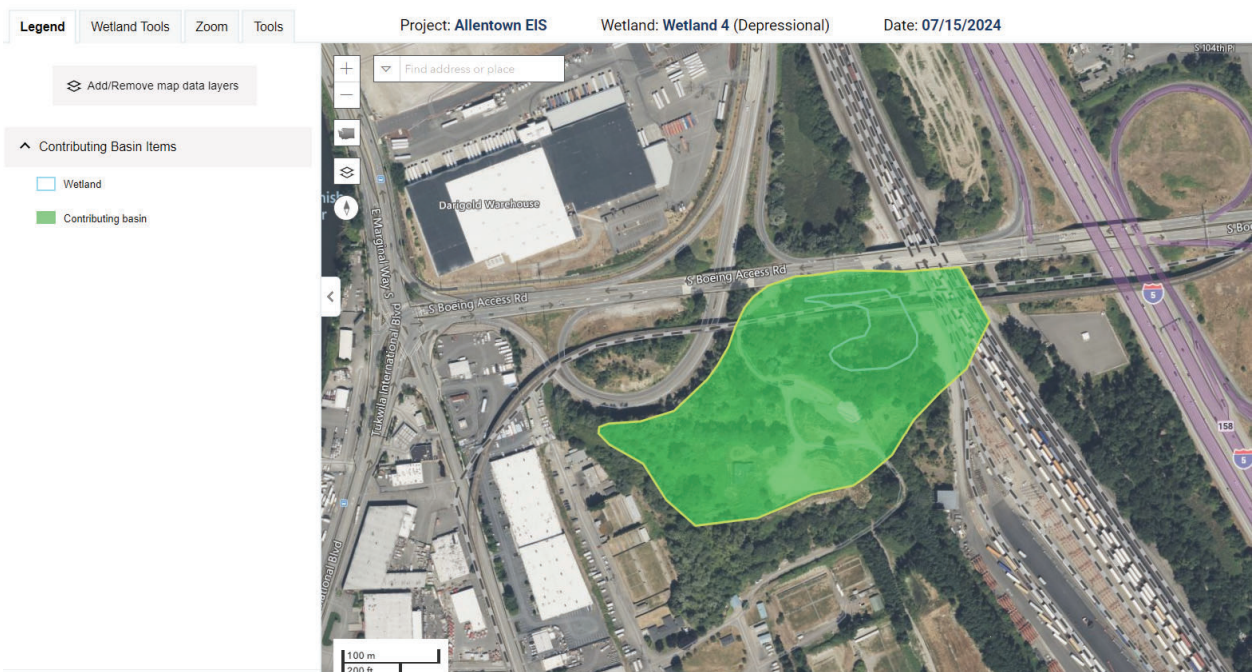 Legend
Wetland Tools
Zoom
Tools
Project: Allentown EIS
Wetland: Wetland 4 (Depressional)
Date: 07/15/2024
Add/Remove map data layers
Contributing Basin Items
Wetland
Contributing basin
Find address or place
S 104th Pl
Darigold Warehouse
E Marginal Way S
S Boeing Access Rd
S Boeing Access Rd
S Boe
Tukwila International Blvd
5
158
5
100 m
200 ft